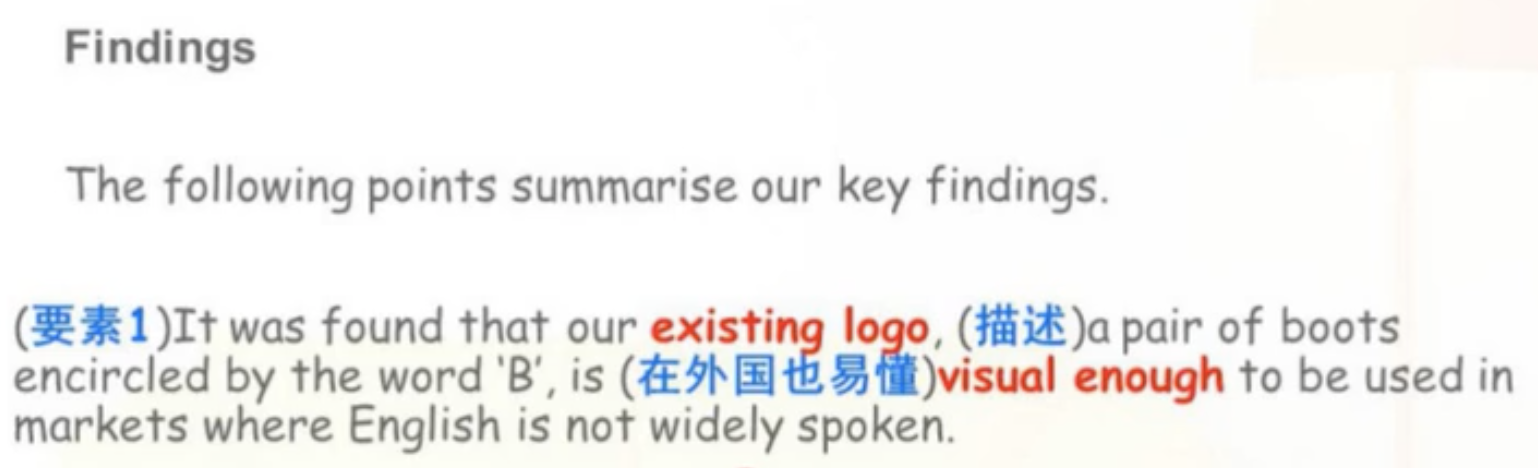 Findings
The following points summarise our key findings.
(要素1)It was found that our existing logo, (描述)a pair of boots
encircled by the word ‘B’, is (在外国也易懂)visual enough to be used in
markets where English is not widely spoken.